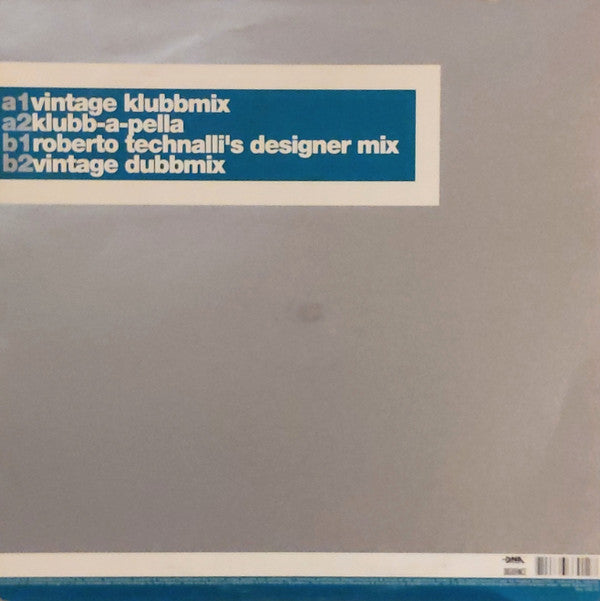 a1vintage klubbmix
a2klubb-a-pella
b1roberto technalli's designer mix
b2vintage dubbmix